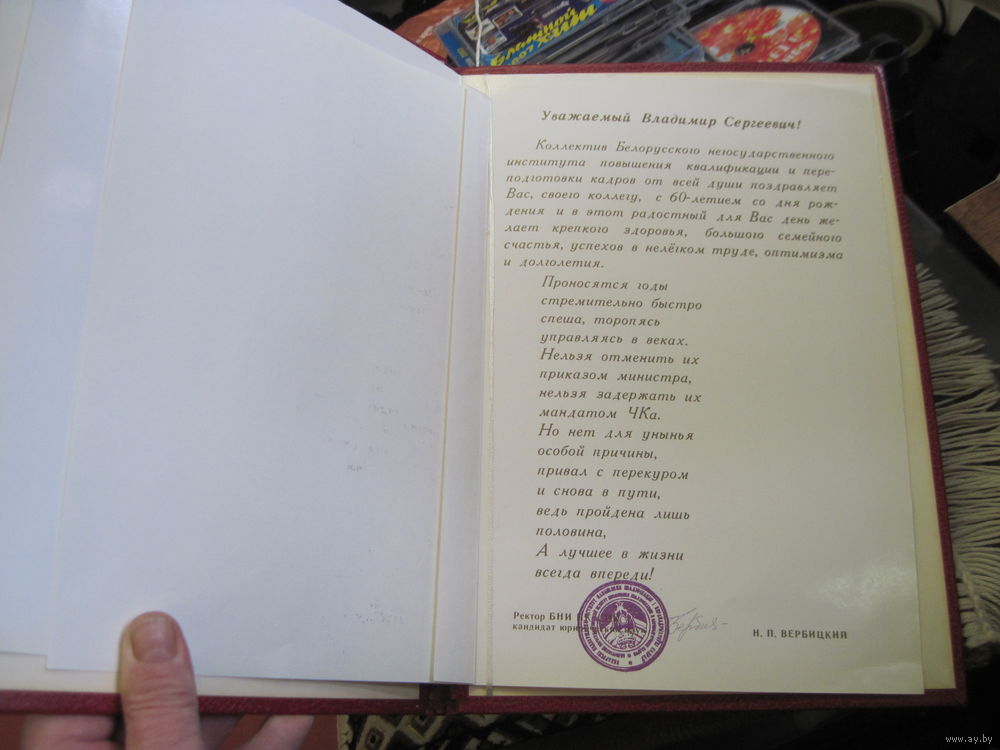 Уважаемый Владимир Сергеевич!
Коллектив Белорусского негосударственного
института повышения квалификации и пере-
подготовки кадров от всей души поздравляет
Вас, своего коллегу, с 60-летием со дня рож-
дения и в этот радостный для Вас день же-
лает крепкого здоровья, большого семейного
счастья, успехов в нелёгком труде, оптимизма
и долголетия.
Проносятся годы
стремительно быстро
спеша, торопясь
управляясь в веках.
Нельзя отменить их
приказом министра,
нельзя задержать их
мандатом ЧКа.
Но нет для унынья
особой причины,
привал с перекуром
и снова в пути,
ведь пройдена лишь
половина,
А лучшее в жизни
всегда впереди!
Ректор БНИ
кандидат
Н. П. ВЕРБИЦКИЙ
www.ay.by